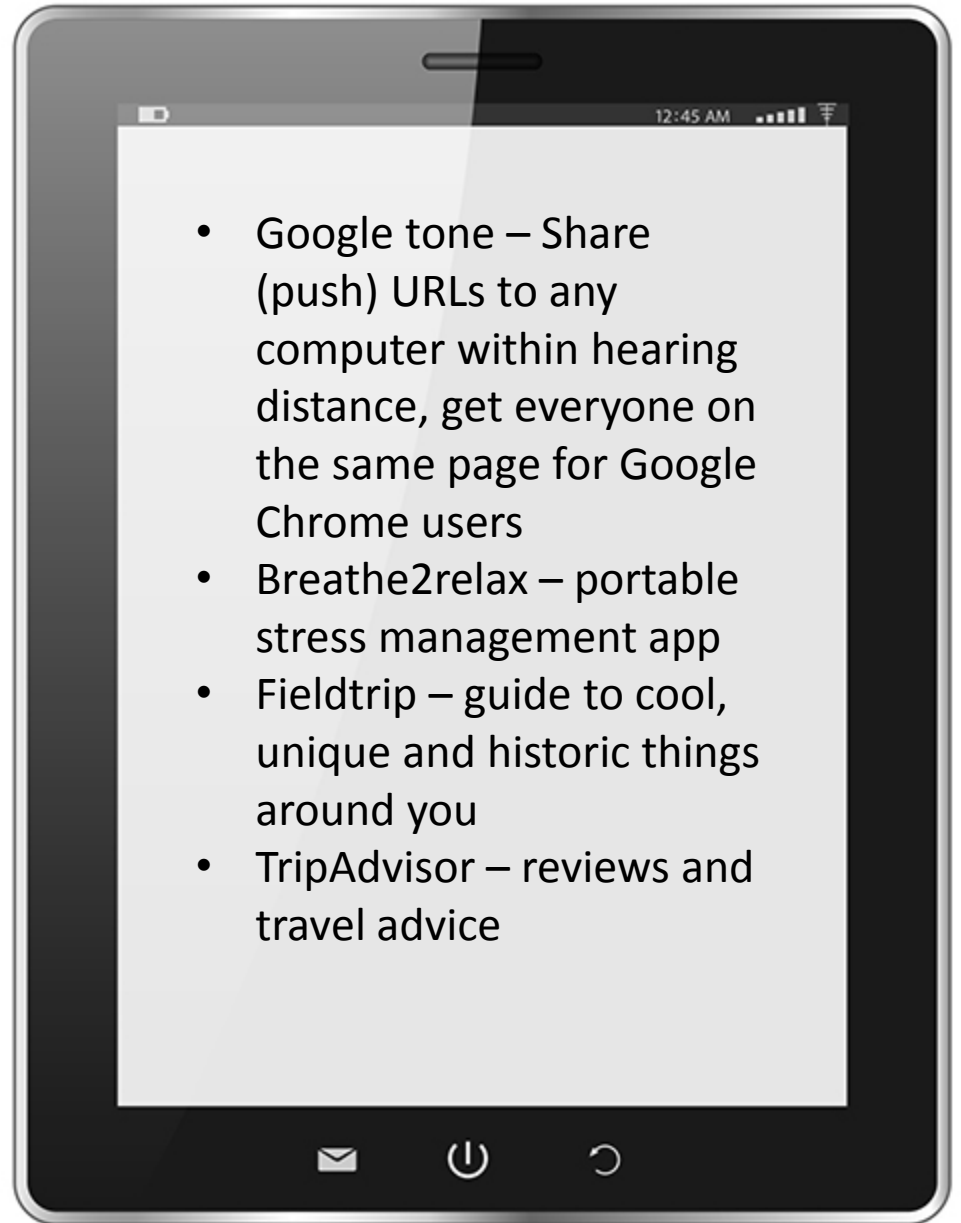 12:45 AM
• Google tone – Share
(push) URLs to any
computer within hearing
distance, get everyone on
the same page for Google
Chrome users
• Breathe2relax – portable
stress management app
• Fieldtrip – guide to cool,
unique and historic things
around you
• TripAdvisor – reviews and
travel advice